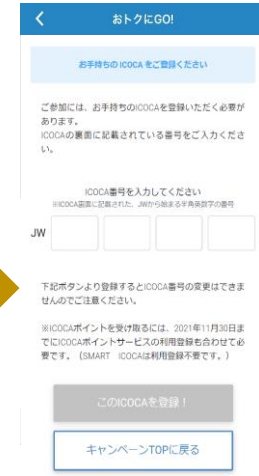 おトクにGO!
お手持ちの ICOCA をご登録ください
ご参加には、お手持ちのICOCAを登録いただく必要が
あります。
ICOCAの裏面に記載されている番号をご入力くださ
い。
ICOCA番号を入力してください
※ICOCA裏面に記載された、JWから始まる半角英数字の番号
JW
下記ボタンより登録するとICOCA番号の変更はできま
せんのでご注意ください。
※ICOCAポイントを受け取るには、2021年11月30日ま
でにICOCAポイントサービスの利用登録も合わせて必
要です。（SMART ICOCAは利用登録不要です。）
このICOCAを登録！
キャンペーンTOPに戻る